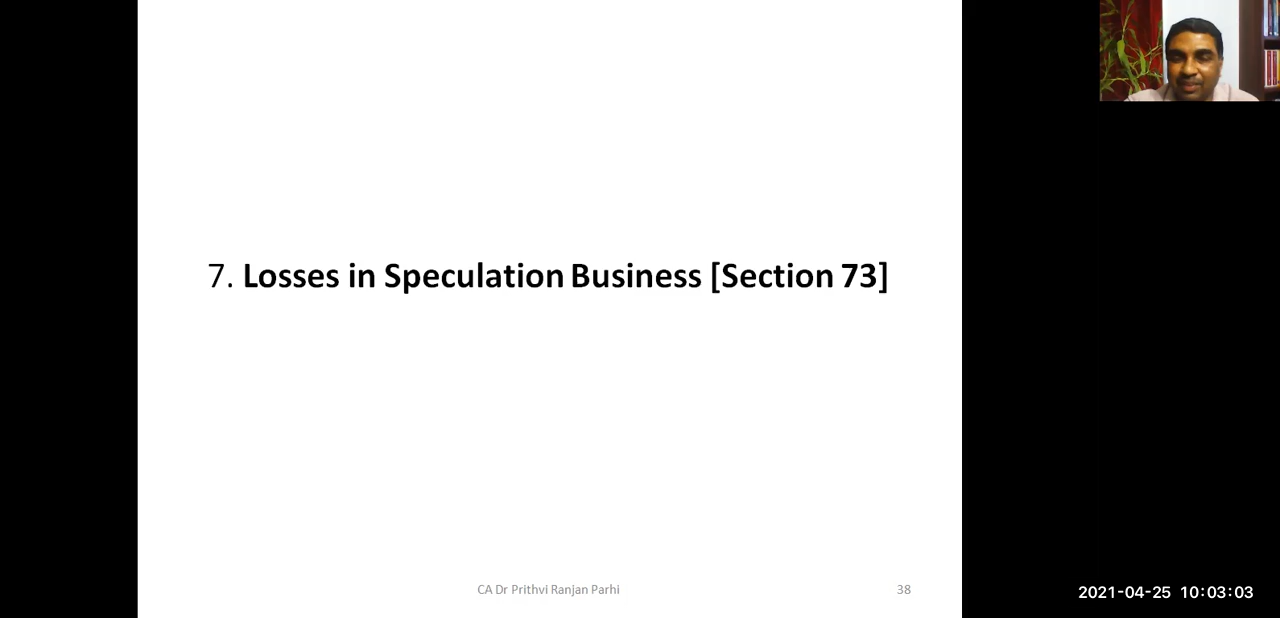 7. Losses in Speculation Business [Section 73]
CA Dr Prithvi Ranjan Parhi
38
2021-04-25 10:03:03